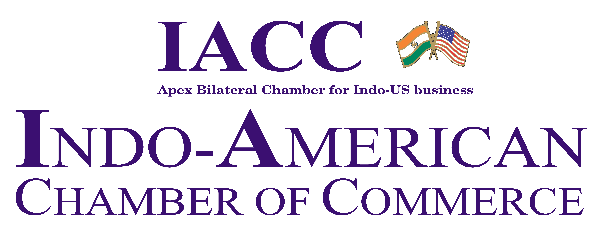 IACC
Apex Bilateral Chamber for Indo-US business
INDO-AMERICAN
CHAMBER OF COMMERCE